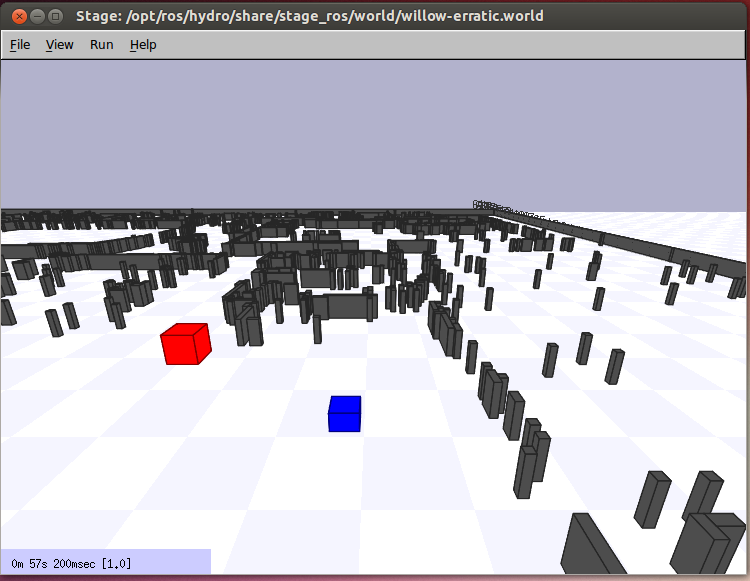 Stage: /opt/ros/hydro/share/stage_ros/world/willow-erratic.world
File View Run Help
0m 57s 200msec [1.0]